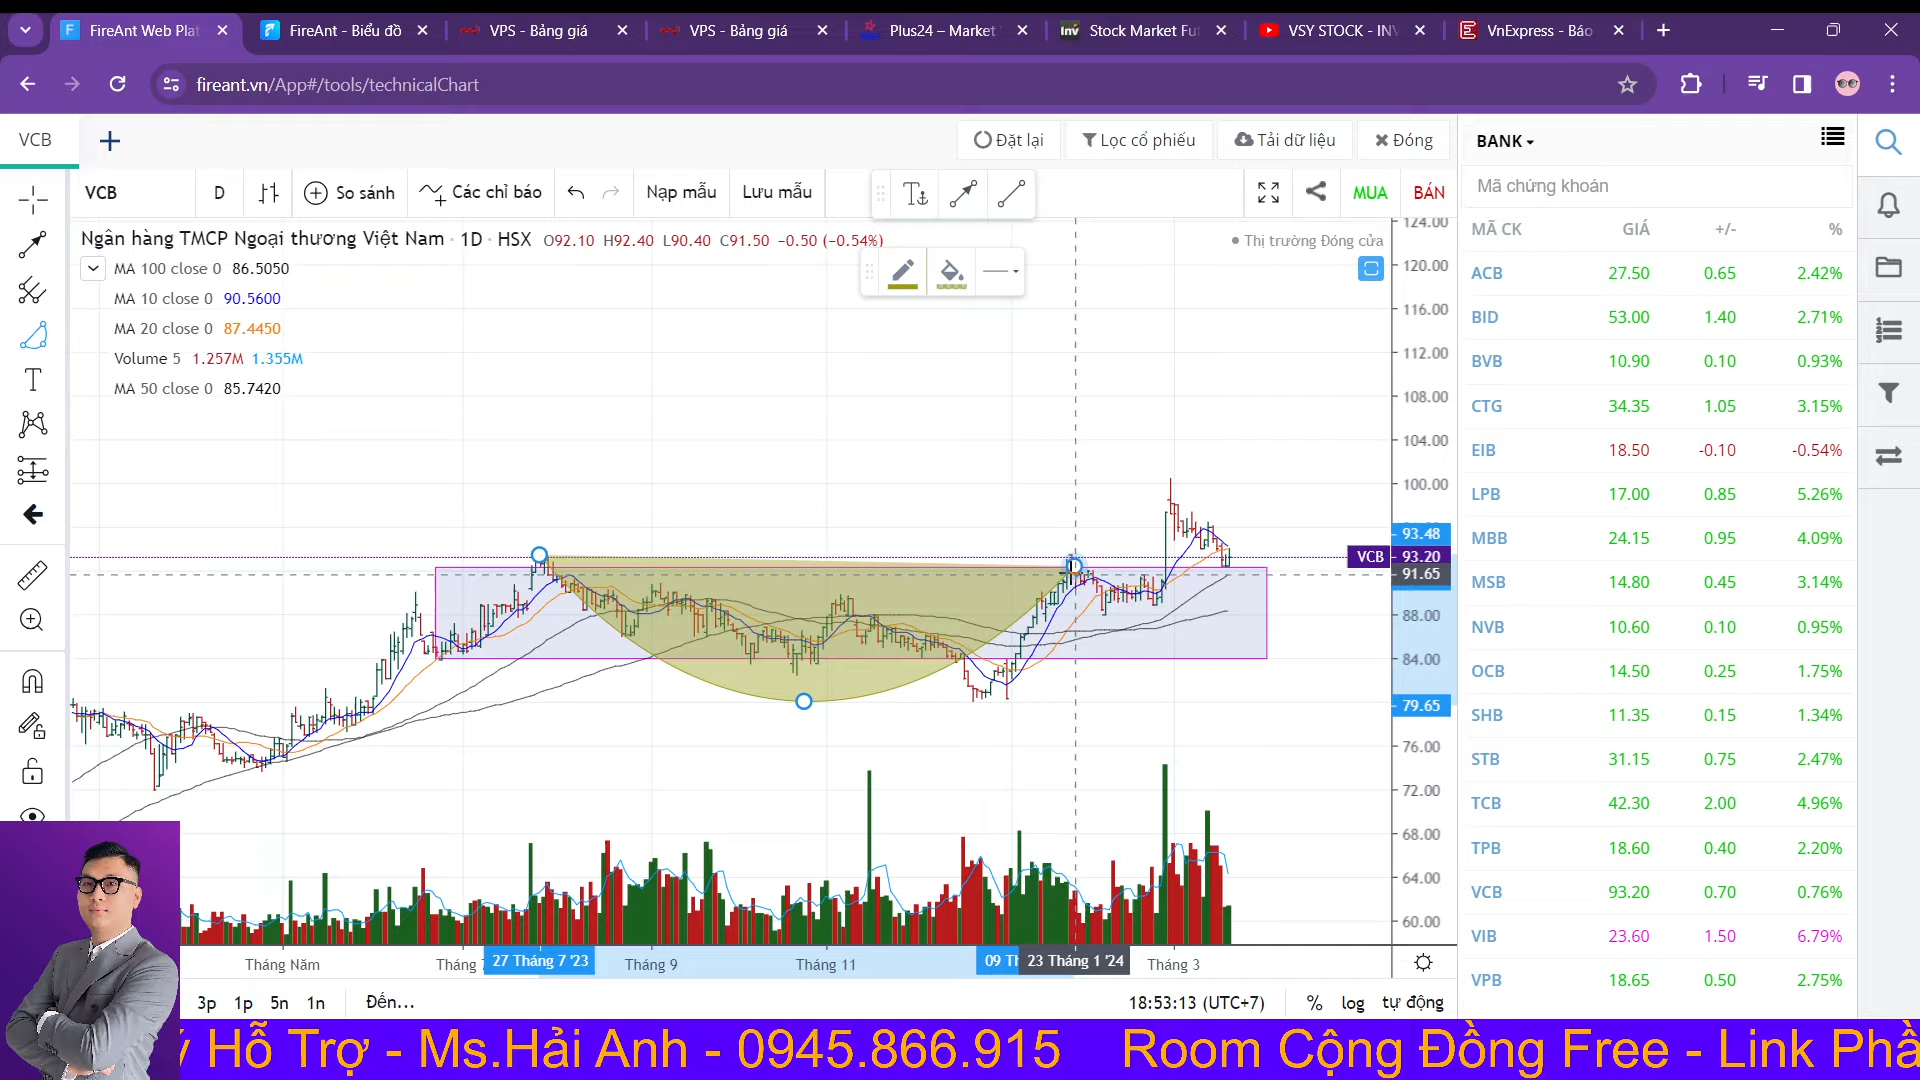 FireAnt Web Plat
FireAnt - Biểu đồ
VPS - Bảng giá
VPS - Bảng giá
Plus24 – Market
Inv Stock Market Fut
VSY STOCK - INV
VnExpress - Báo
fireant.vn/App#/tools/technicalChart
VCB
Đặt lại
Lọc cổ phiếu
Tải dữ liệu
Đóng
VCB D So sánh Các chỉ báo Nạp mẫu Lưu mẫu MUA BÁN
Ngân hàng TMCP Ngoại thương Việt Nam · 1D · HSX O92.10 H92.40 L90.40 C91.50 −0.50 (−0.54%)
Thị trường Đóng cửa
MA 100 close 0 86.5050
MA 10 close 0 90.5600
MA 20 close 0 87.4450
Volume 5 1.257M 1.355M
MA 50 close 0 85.7420
124.00
120.00
116.00
112.00
108.00
104.00
100.00
93.48
VCB 93.20
91.65
88.00
84.00
79.65
76.00
72.00
68.00
64.00
60.00
Tháng Năm
27 Tháng 7 '23
Tháng 9
Tháng 11
23 Tháng 1 '24
Tháng 3
3p 1p 5n 1n Đến...
18:53:13 (UTC+7) % log tự động
BANK
Mã chứng khoán
MÃ CK GIÁ +/- %
ACB 27.50 0.65 2.42%
BID 53.00 1.40 2.71%
BVB 10.90 0.10 0.93%
CTG 34.35 1.05 3.15%
EIB 18.50 -0.10 -0.54%
LPB 17.00 0.85 5.26%
MBB 24.15 0.95 4.09%
MSB 14.80 0.45 3.14%
NVB 10.60 0.10 0.95%
OCB 14.50 0.25 1.75%
SHB 11.35 0.15 1.34%
STB 31.15 0.75 2.47%
TCB 42.30 2.00 4.96%
TPB 18.60 0.40 2.20%
VCB 93.20 0.70 0.76%
VIB 23.60 1.50 6.79%
VPB 18.65 0.50 2.75%
Hỗ Trợ - Ms.Hải Anh - 0945.866.915 Room Cộng Đồng Free - Link Phầ